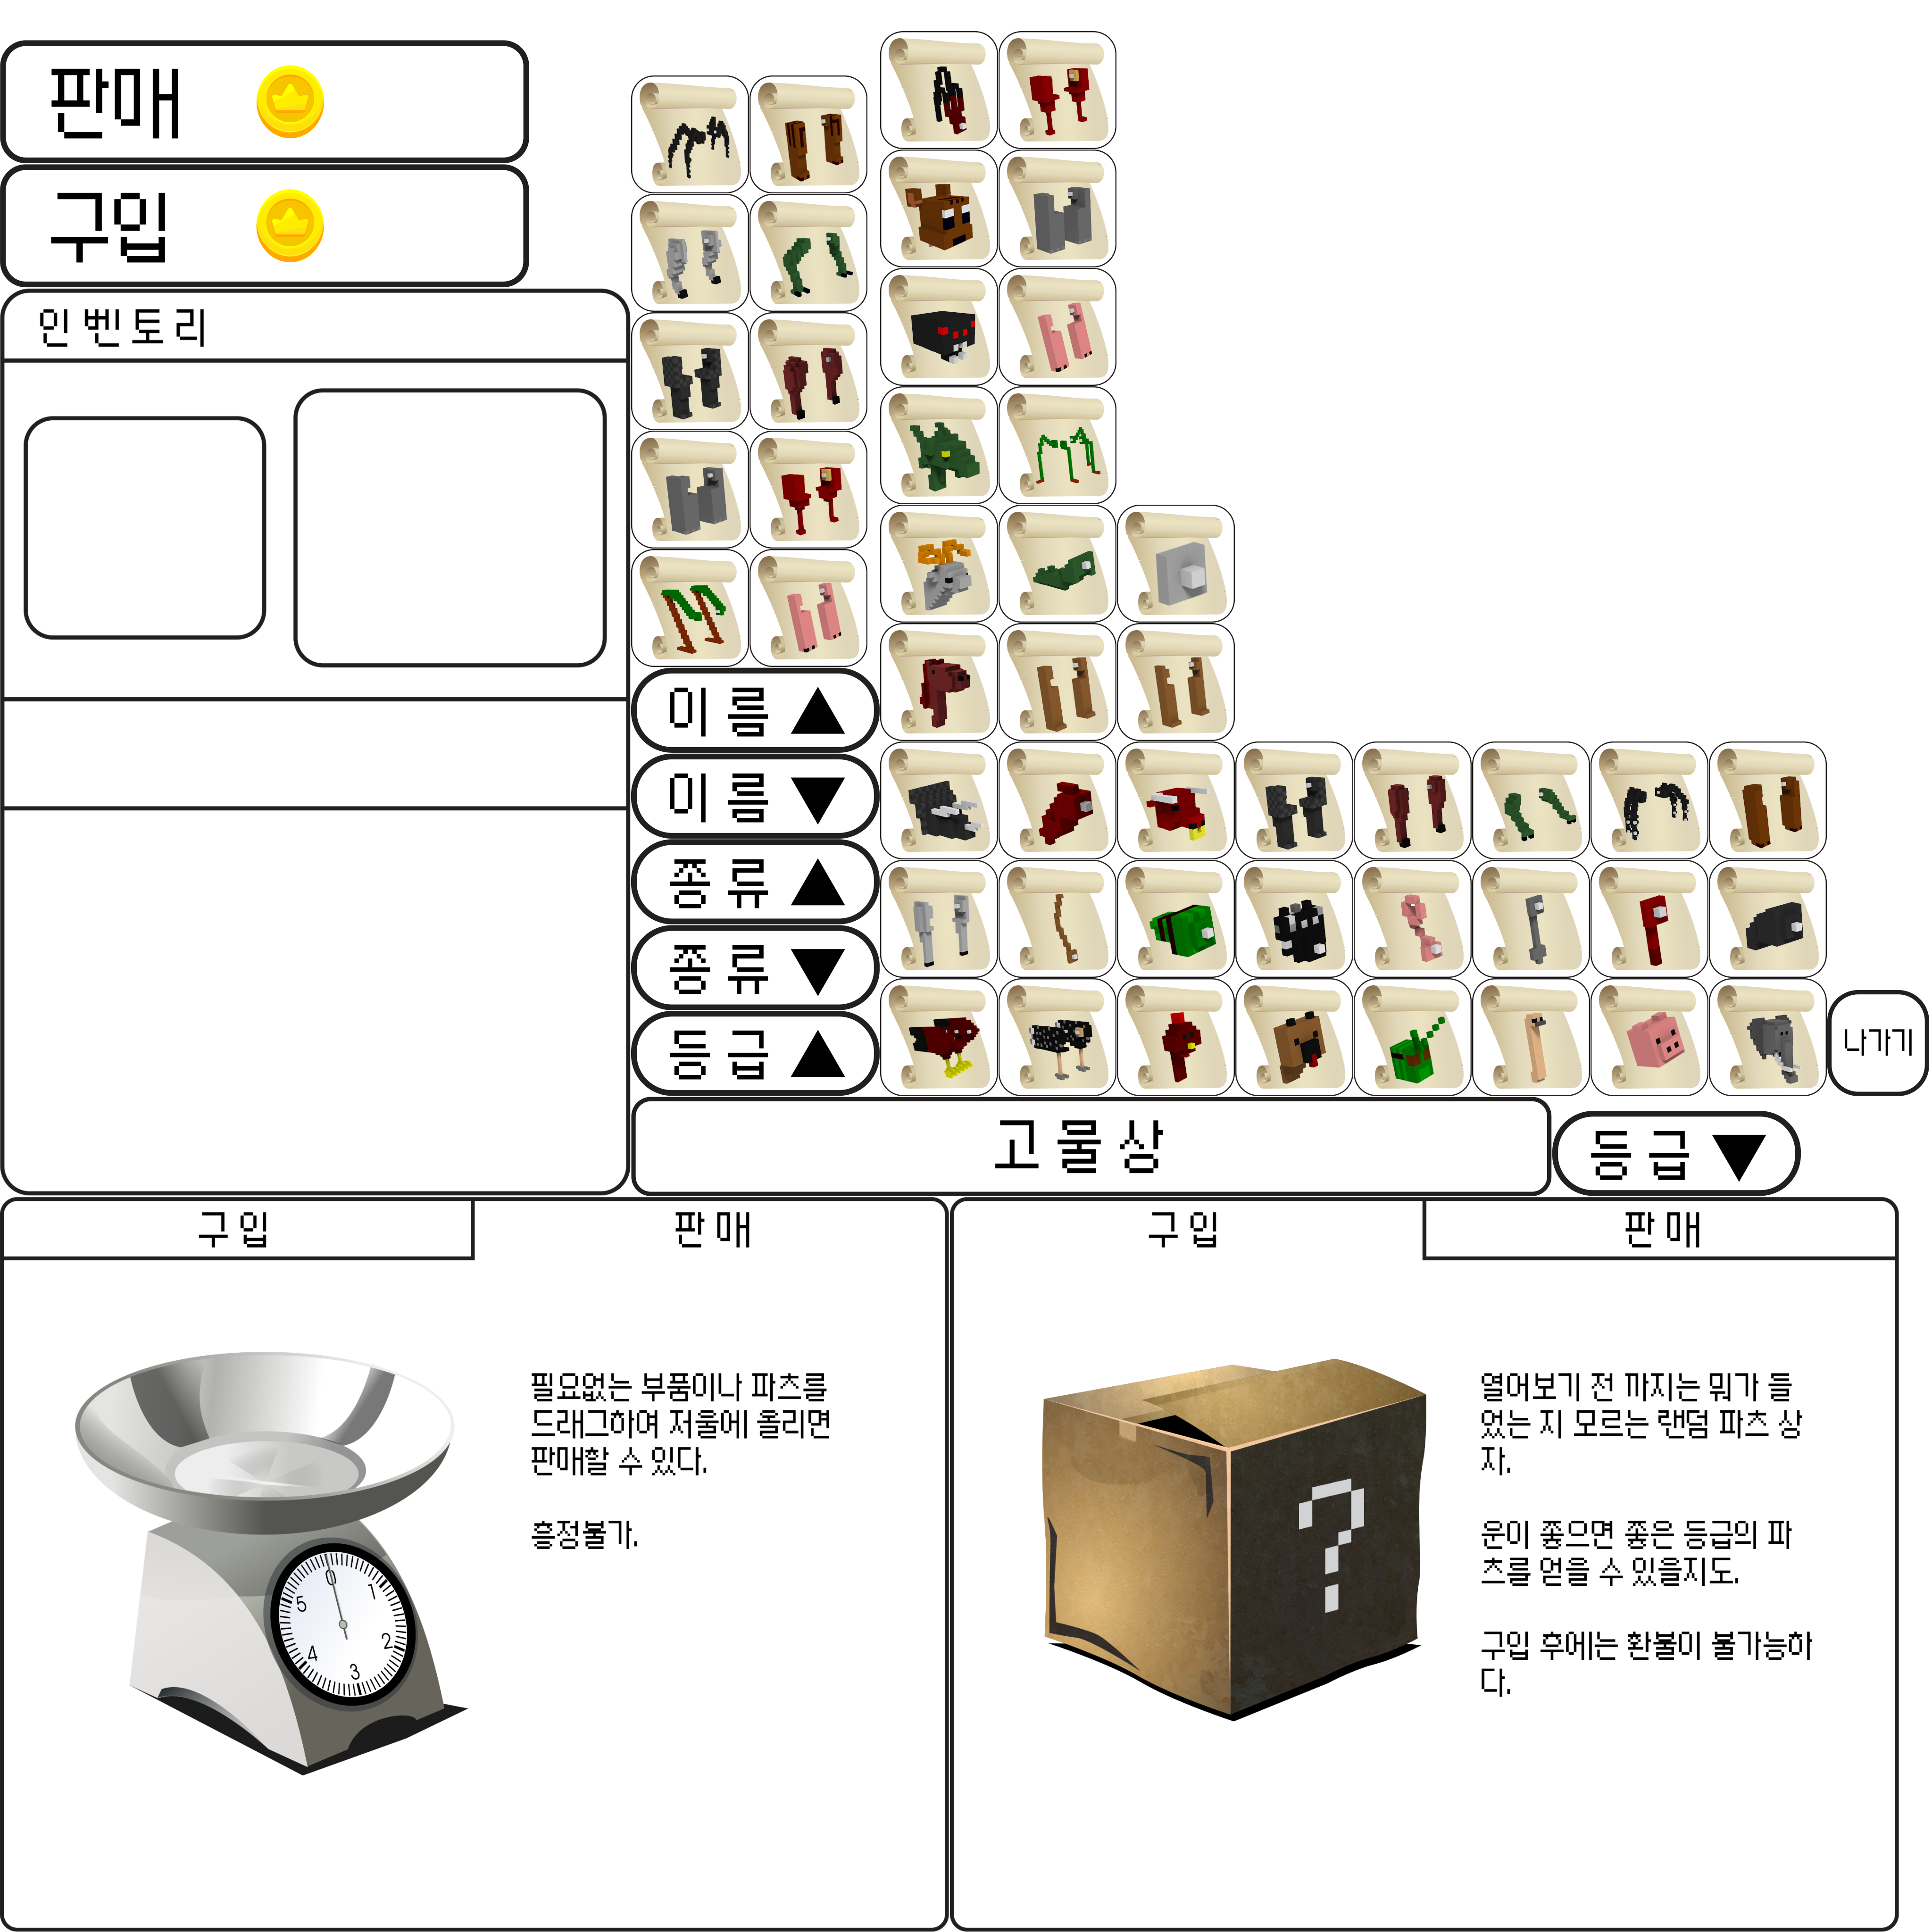 판매
구입
인벤토리
이름 ▲
이름 ▼
종류 ▲
종류 ▼
등급 ▲
나가기
고물상
등급 ▼
구입
판매
필요없는 부품이나 파츠를
드래그하여 저울에 올리면
판매할 수 있다.
흥정불가.
0
1
2
3
4
5
구입
판매
열어보기 전 까지는 뭐가 들
었는 지 모르는 랜덤 파츠 상
자.
운이 좋으면 좋은 등급의 파
츠를 얻을 수 있을지도.
구입 후에는 환불이 불가능하
다.
?